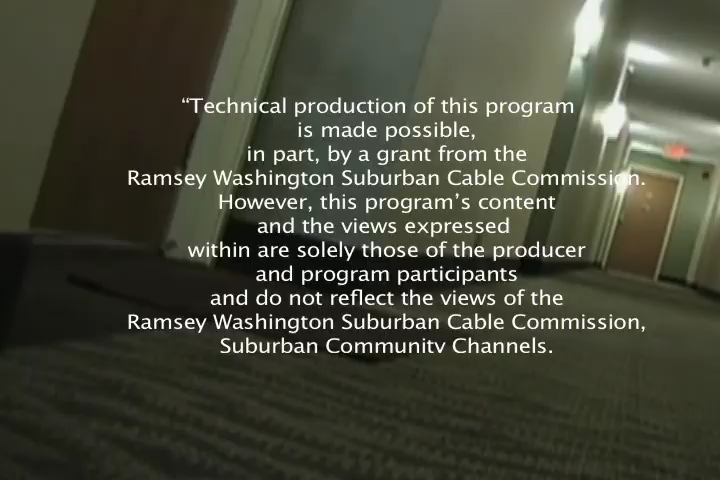 “Technical production of this program
is made possible,
in part, by a grant from the
Ramsey Washington Suburban Cable Commission.
However, this program’s content
and the views expressed
within are solely those of the producer
and program participants
and do not reflect the views of the
Ramsey Washington Suburban Cable Commission,
Suburban Community Channels.